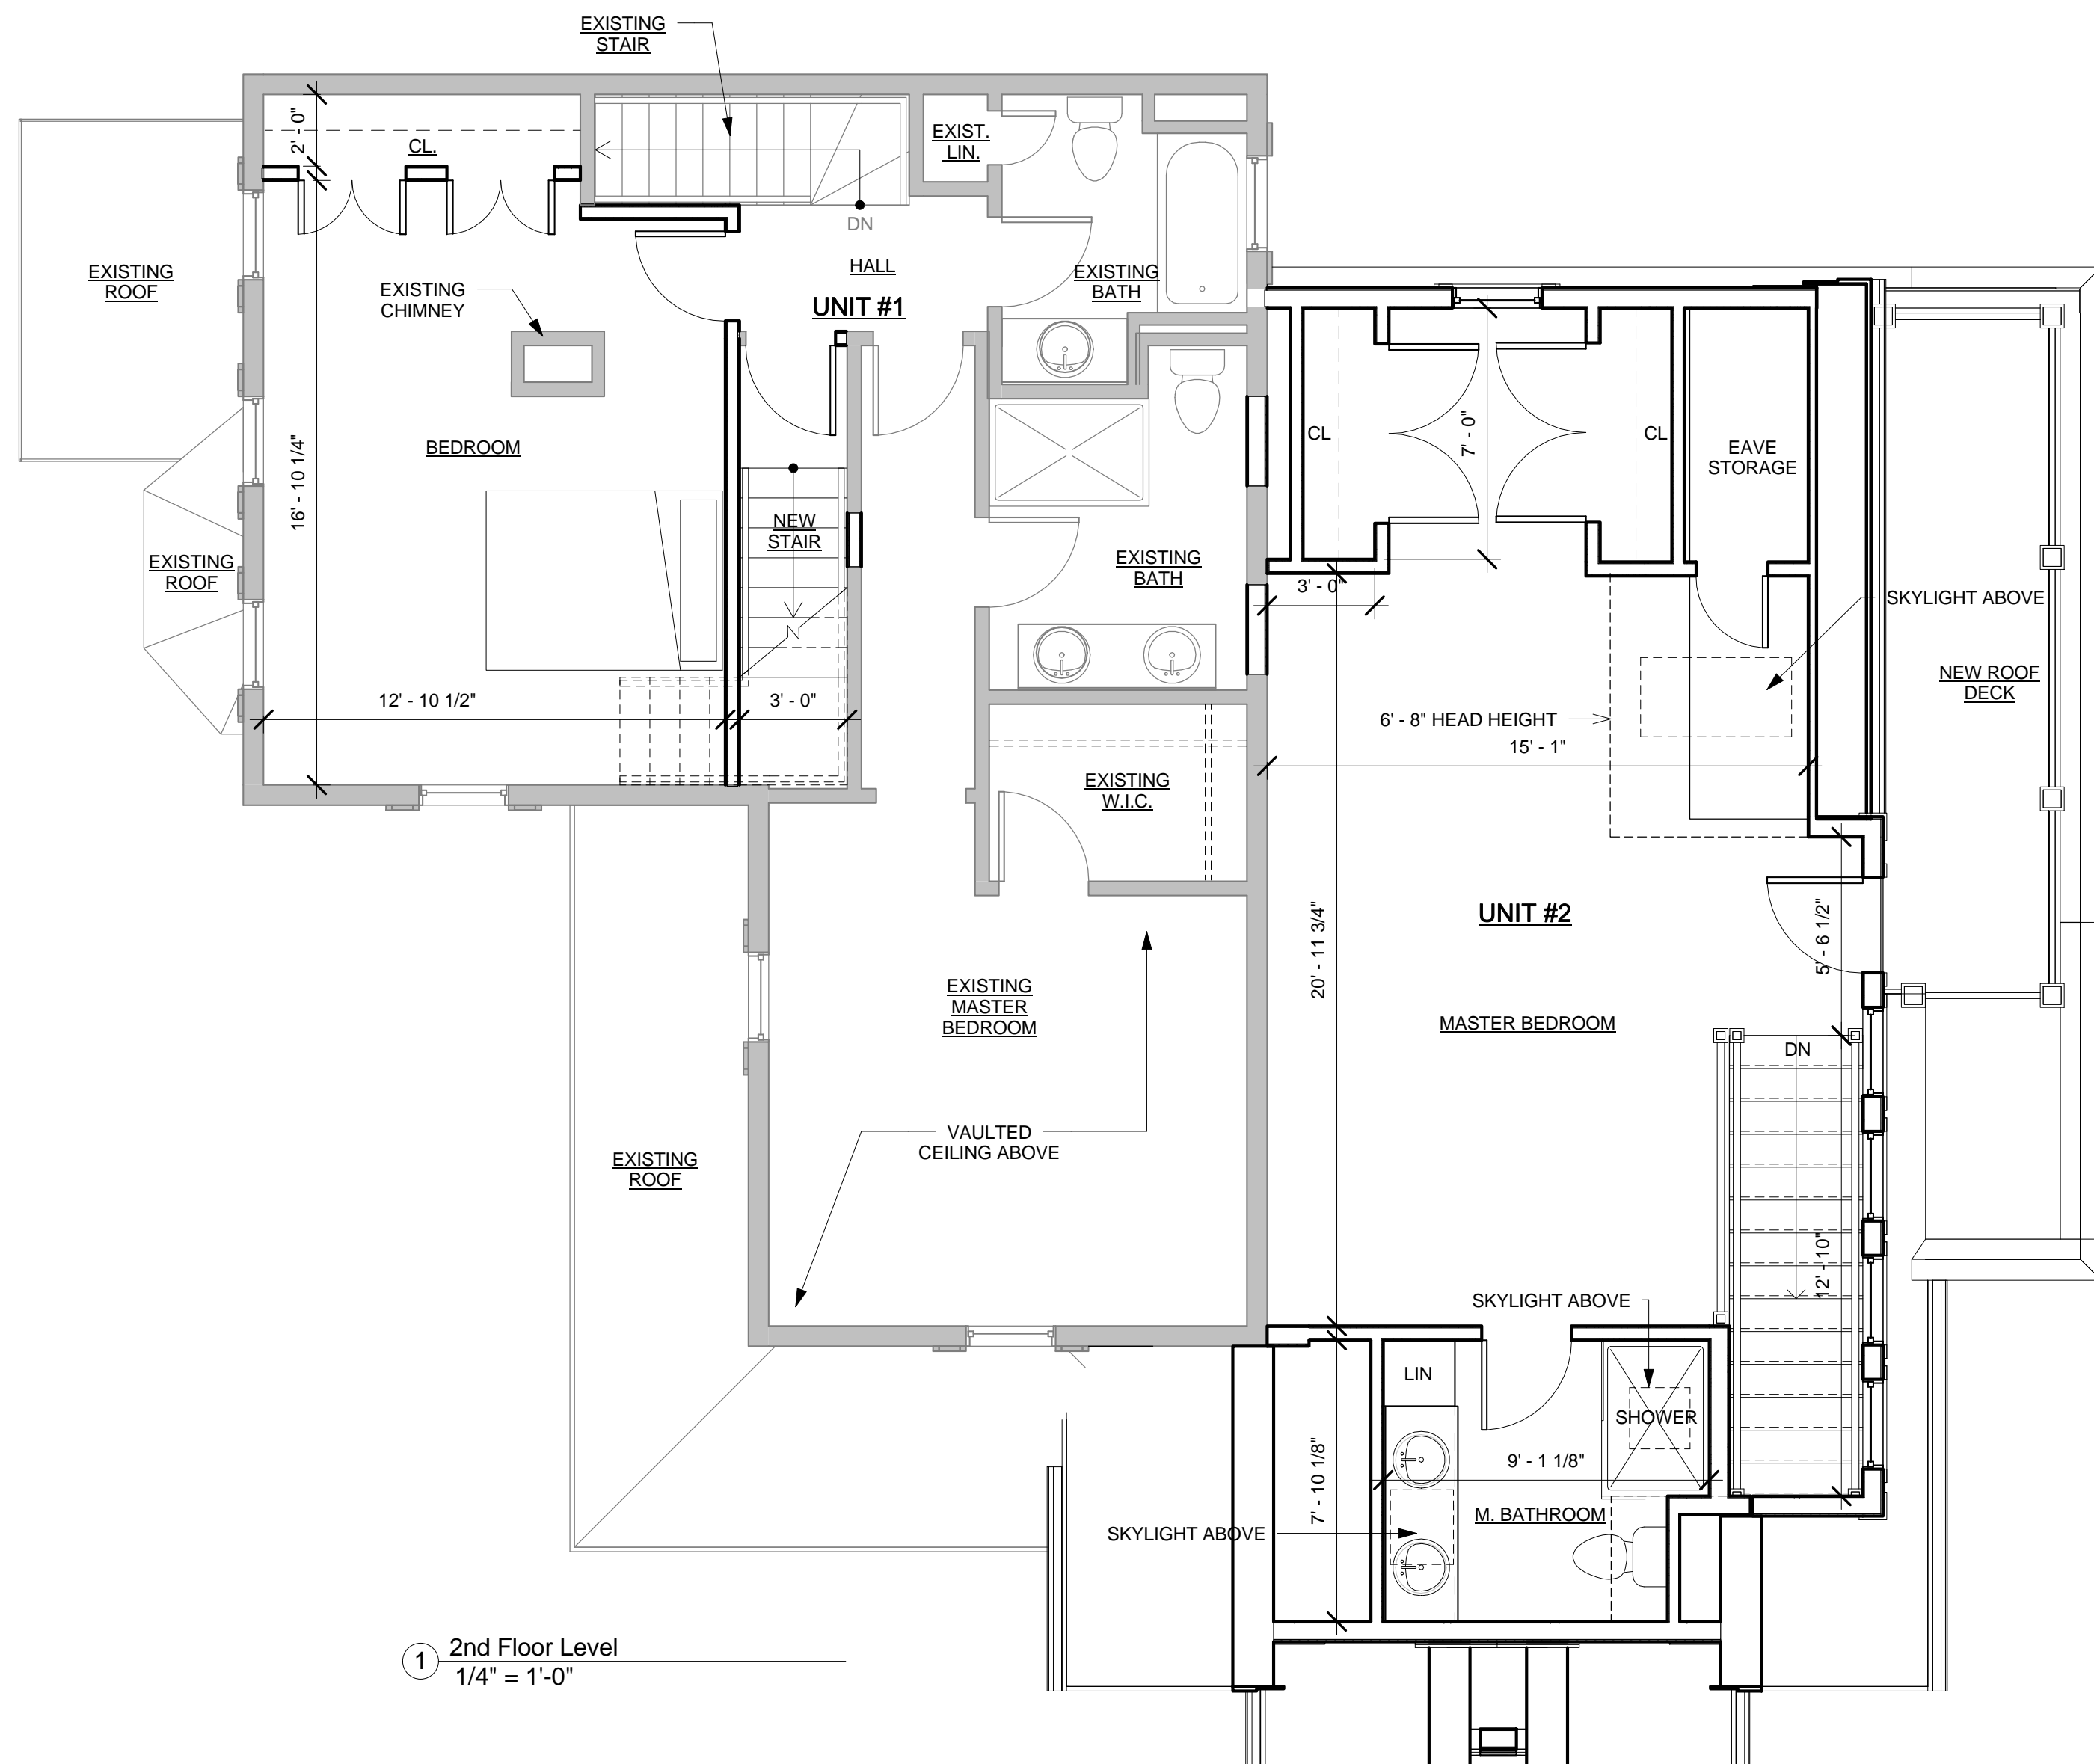 EXISTING
STAIR
2' - 0"
CL.
EXIST.
LIN.
DN
HALL
UNIT #1
EXISTING
BATH
EXISTING
ROOF
EXISTING
CHIMNEY
BEDROOM
16' - 10 1/4"
NEW
STAIR
EXISTING
ROOF
EXISTING
BATH
12' - 10 1/2"
3' - 0"
EXISTING
W.I.C.
CL
7' - 0"
CL
EAVE
STORAGE
3' - 0"
SKYLIGHT ABOVE
NEW ROOF
DECK
6' - 8" HEAD HEIGHT
15' - 1"
UNIT #2
20' - 11 3/4"
5' - 6 1/2"
EXISTING
MASTER
BEDROOM
MASTER BEDROOM
DN
VAULTED
CEILING ABOVE
EXISTING
ROOF
12' - 10"
SKYLIGHT ABOVE
LIN
SHOWER
9' - 1 1/8"
7' - 10 1/8"
M. BATHROOM
SKYLIGHT ABOVE
1
2nd Floor Level
1/4" = 1'-0"